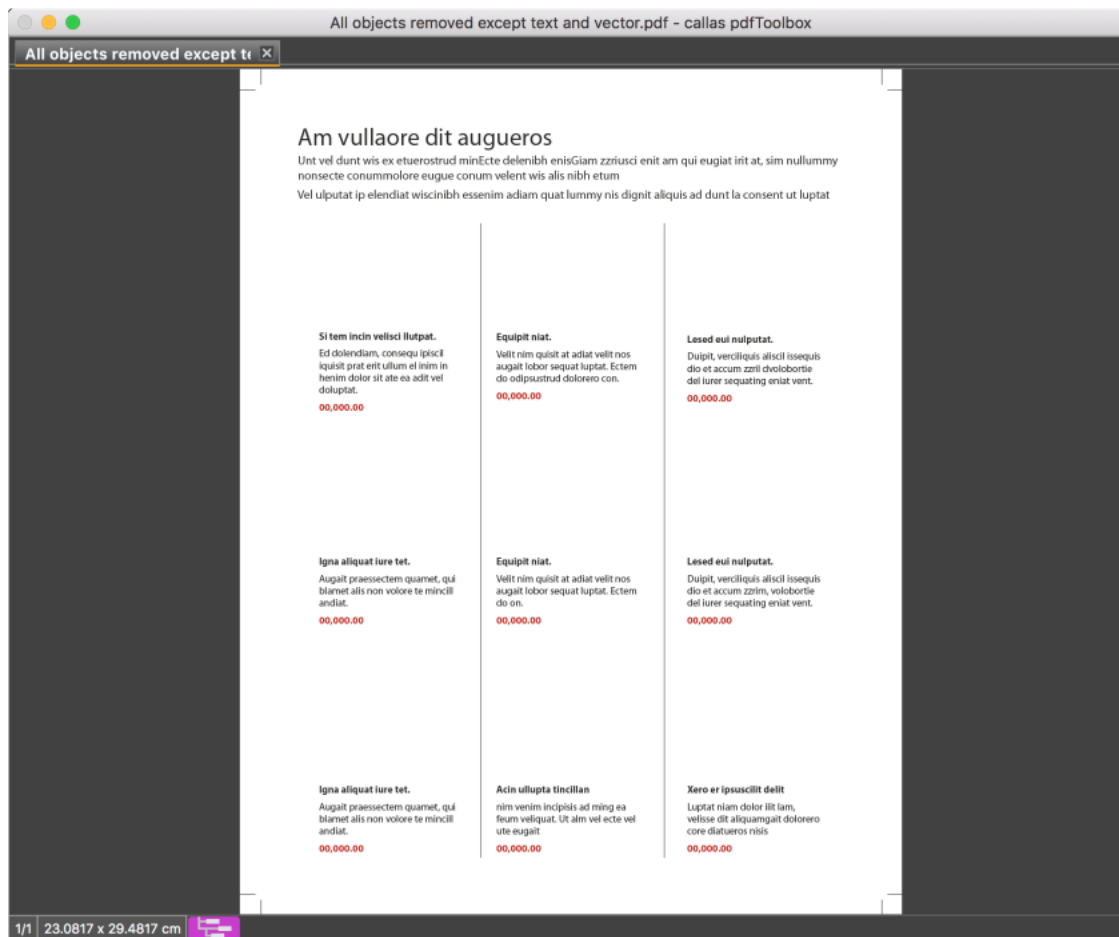 All objects removed except text and vector.pdf - callas pdfToolbox
All objects removed except te
Am vullaore dit augueros
Unt vel dunt wis ex etuerostrud minEcte delenibh enisGiam zzriusci enit am qui eugiat irit at, sim nullummy
nonsecte conummolore eugue conum velent wis alis nibh etum
Vel ulputat ip elendiat wiscinibh essenim adiam quat lummy nis dignit aliquis ad dunt la consent ut luptat
Si tem incin velisci llutpat.
Ed dolendiam, consequ ipiscil
iquisit prat erit ullum el inim in
henim dolor sit ate ea adit vel
doluptat.
00,000.00
Equipit niat.
Velit nim quisit at adiat velit nos
augait lobor sequat luptat. Ectem
do odipsustrud dolorero con.
00,000.00
Lesed eui nulputat.
Duipit, verciliquis aliscil issequis
dio et accum zzril dvolobortie
del iurer sequating eniat vent.
00,000.00
Igna aliquat iure tet.
Augait praessectem quamet, qui
blamet alis non volore te mincill
andiat.
00,000.00
Equipit niat.
Velit nim quisit at adiat velit nos
augait lobor sequat luptat. Ectem
do on.
00,000.00
Lesed eui nulputat.
Duipit, verciliquis aliscil issequis
dio et accum zzrim, volobortie
del iurer sequating eniat vent.
00,000.00
Igna aliquat iure tet.
Augait praessectem quamet, qui
blamet alis non volore te mincill
andiat.
00,000.00
Acin ullupta tincillan
nim venim incipisis ad ming ea
feum veliquat. Ut alm vel ecte vel
ute eugait
00,000.00
Xero er ipsuscilit delit
Luptat niam dolor ilit lam,
velisse dit aliquamgait dolorero
core diatueros nisis
00,000.00
1/1 23.0817 x 29.4817 cm